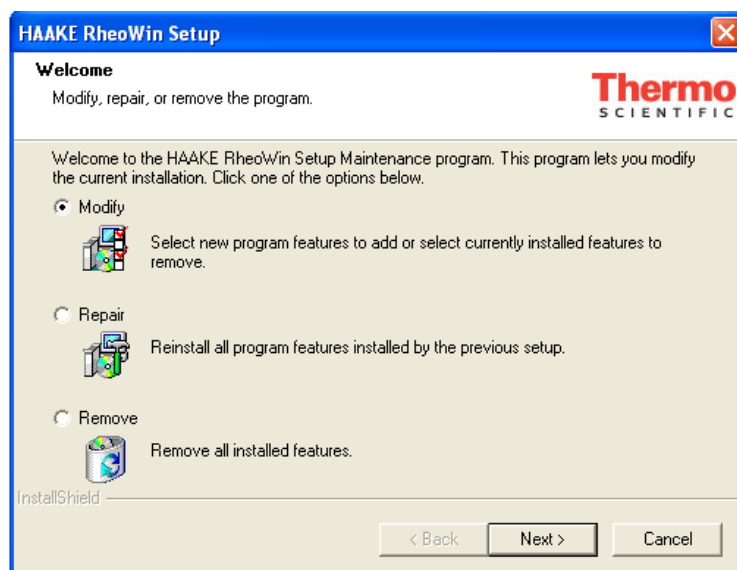 HAAKE RheoWin Setup
Welcome
Modify, repair, or remove the program.
Thermo
SCIENTIFIC
Welcome to the HAAKE RheoWin Setup Maintenance program. This program lets you modify
the current installation. Click one of the options below.
Modify
Select new program features to add or select currently installed features to
remove.
Repair
Reinstall all program features installed by the previous setup.
Remove
Remove all installed features.
InstallShield
< Back
Next >
Cancel